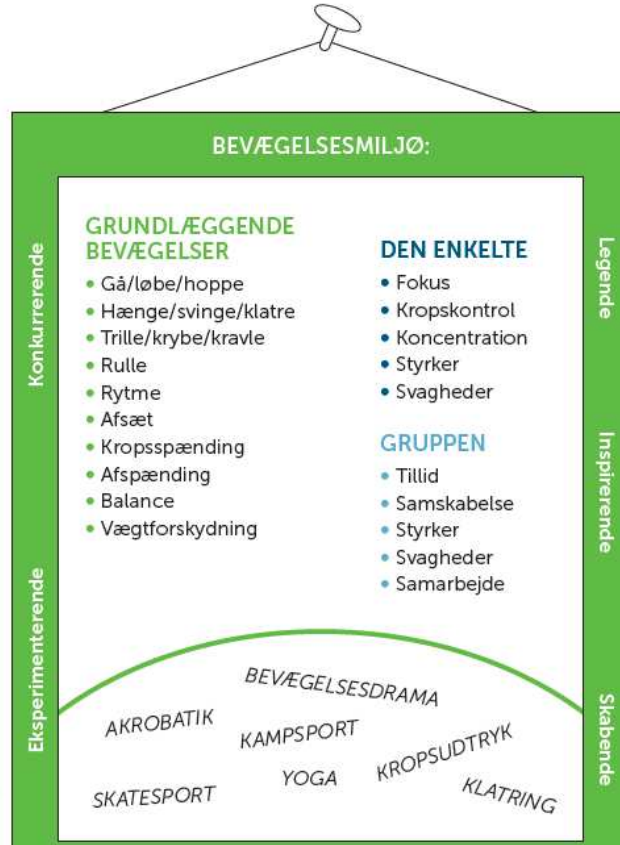 BEVÆGELSESMILJØ:
GRUNDLÆGGENDE
BEVÆGELSER
• Gå/løbe/hoppe
• Hænge/svinge/klatre
• Trille/krybe/kravle
• Rulle
• Rytme
• Afsæt
• Kropsspænding
• Afspænding
• Balance
• Vægtforskydning
DEN ENKELTE
• Fokus
• Kropskontrol
• Koncentration
• Styrker
• Svagheder
GRUPPEN
• Tillid
• Samskabelse
• Styrker
• Svagheder
• Samarbejde
Konkurrerende
Eksperimenterende
Legende
Inspirerende
Skabende
BEVÆGELSESDRAMA
AKROBATIK
KAMPSPORT
KROPSUDTRYK
SKATESPORT
YOGA
KLATRING